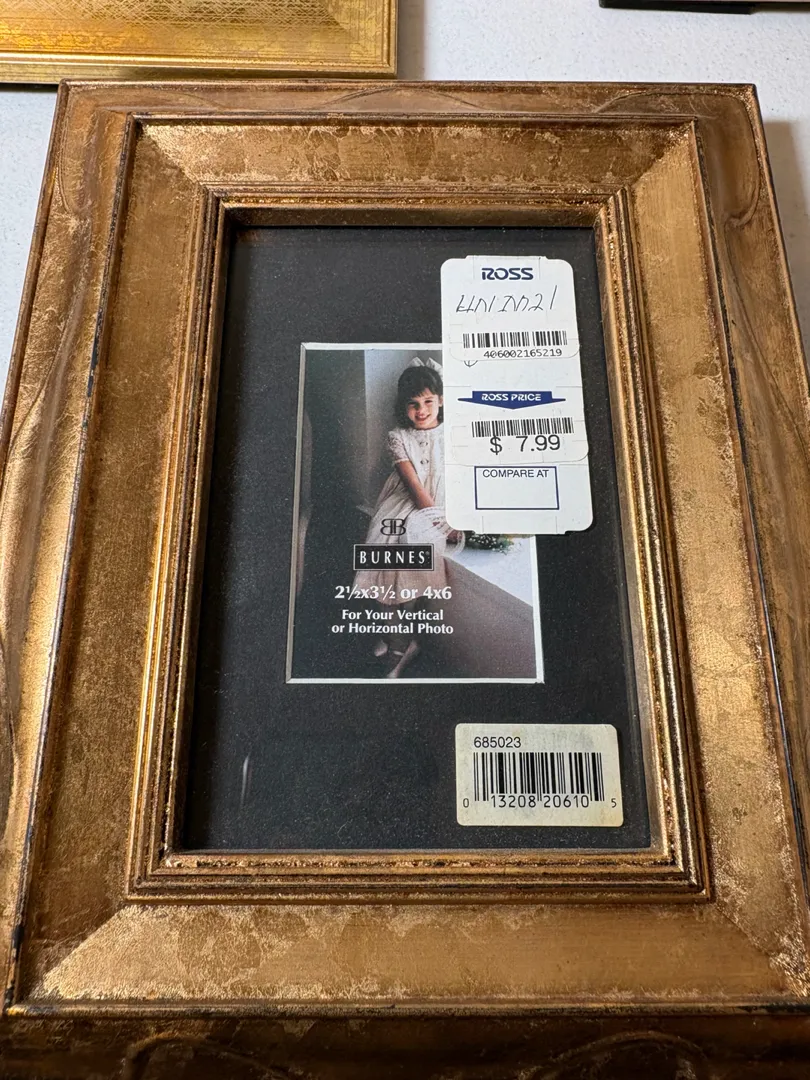 ROSS
406002165219
ROSS PRICE
$ 7.99
COMPARE AT
BB
BURNES®
2½x3½ or 4x6
For Your Vertical
or Horizontal Photo
685023
0 13208 20610 5